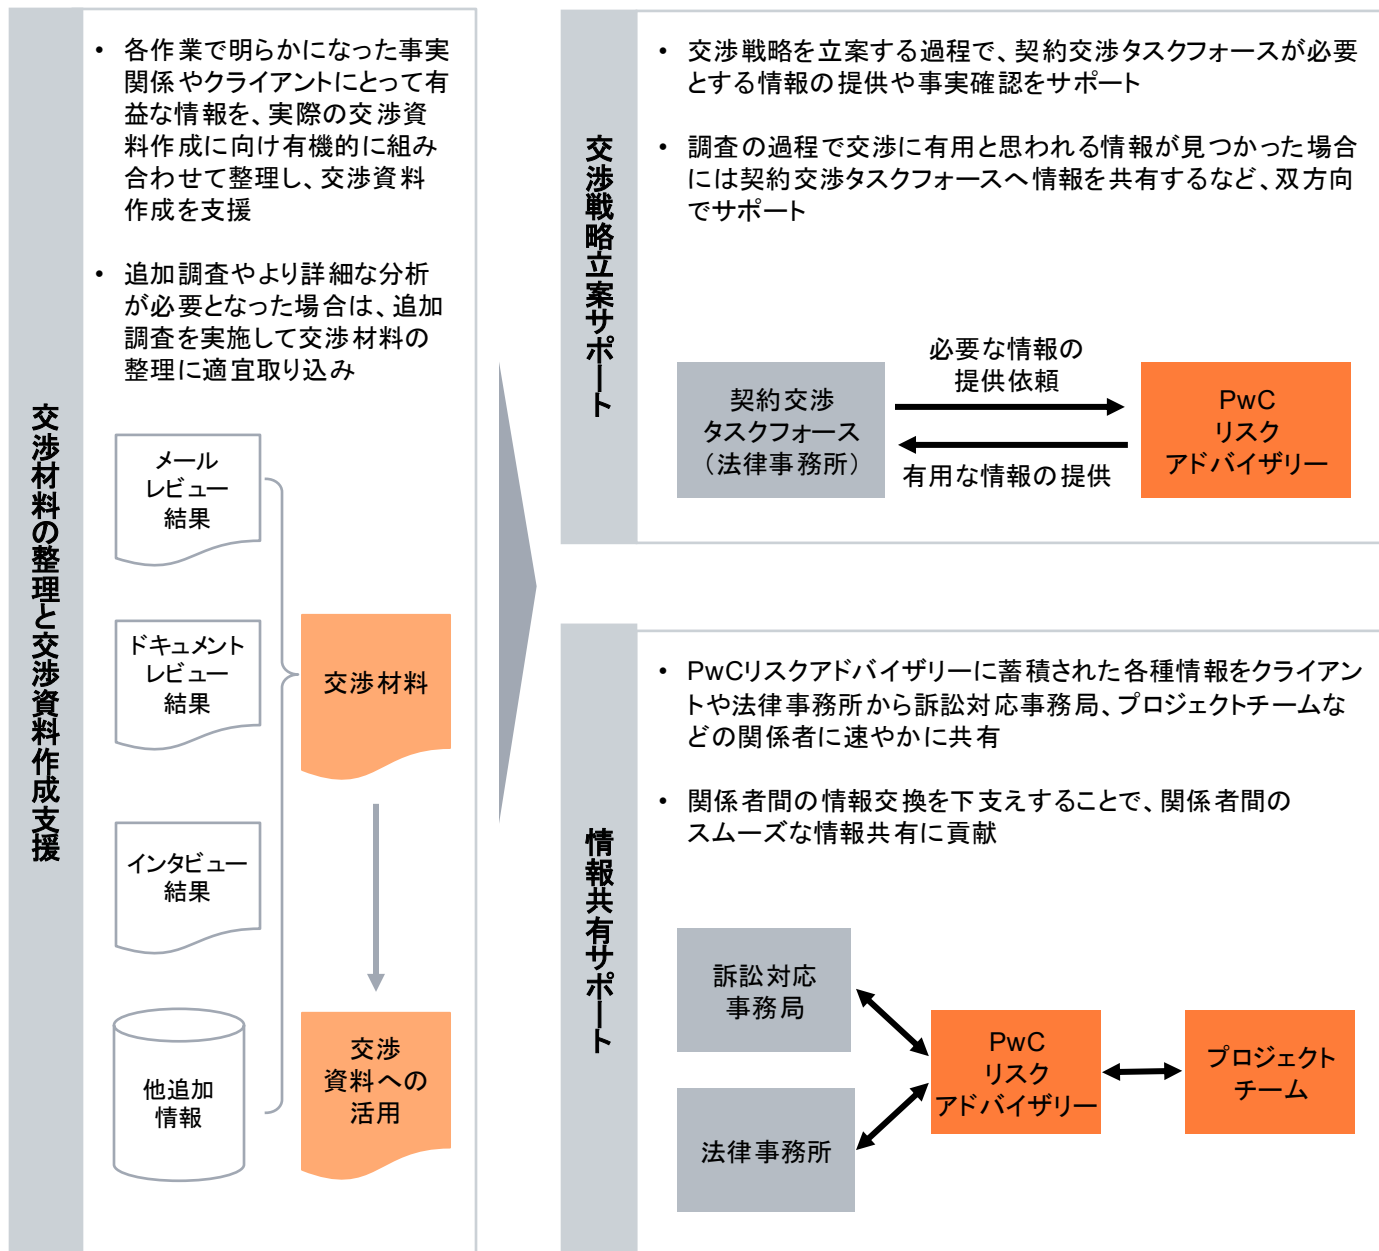 交渉材料の整理と交渉資料作成支援
• 各作業で明らかになった事実
関係やクライアントにとって有
益な情報を、実際の交渉資
料作成に向け有機的に組み
合わせて整理し、交渉資料
作成を支援
• 追加調査やより詳細な分析
が必要となった場合は、追加
調査を実施して交渉材料の
整理に適宜取り込み
メール
レビュー
結果
ドキュメント
レビュー
結果
インタビュー
結果
他追加
情報
交渉材料
交渉
資料への
活用
交渉戦略立案サポート
• 交渉戦略を立案する過程で、契約交渉タスクフォースが必要
とする情報の提供や事実確認をサポート
• 調査の過程で交渉に有用と思われる情報が見つかった場合
には契約交渉タスクフォースへ情報を共有するなど、双方向
でサポート
契約交渉
タスクフォース
（法律事務所）
必要な情報の
提供依頼
有用な情報の提供
PwC
リスク
アドバイザリー
情報共有サポート
• PwCリスクアドバイザリーに蓄積された各種情報をクライアン
トや法律事務所から訴訟対応事務局、プロジェクトチームな
どの関係者に速やかに共有
• 関係者間の情報交換を下支えすることで、関係者間の
スムーズな情報共有に貢献
訴訟対応
事務局
法律事務所
PwC
リスク
アドバイザリー
プロジェクト
チーム